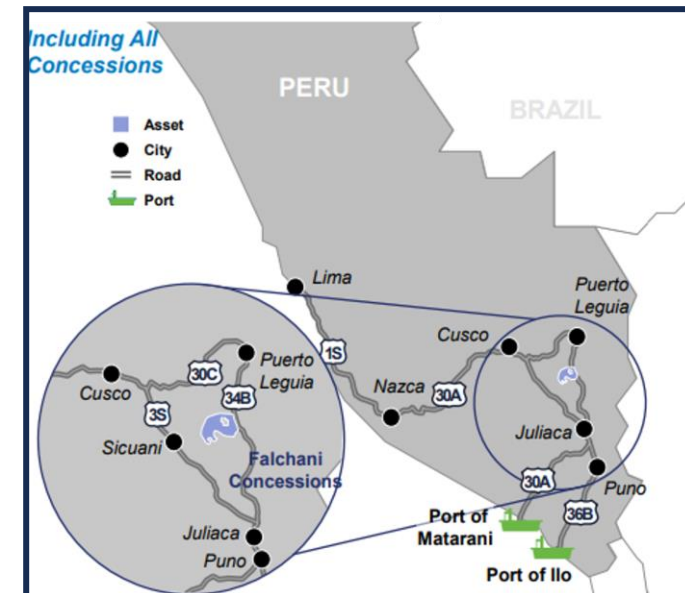 Including All
Concessions
PERU
BRAZIL
Asset
City
Road
Port
Lima
Puerto
Leguia
Cusco
1S
Nazca
30A
Juliaca
30A
Puno
36B
Port of
Matarani
Port of Ilo
Cusco
30C
Puerto
Leguia
34B
3S
Sicuani
Falchani
Concessions
Juliaca
Puno